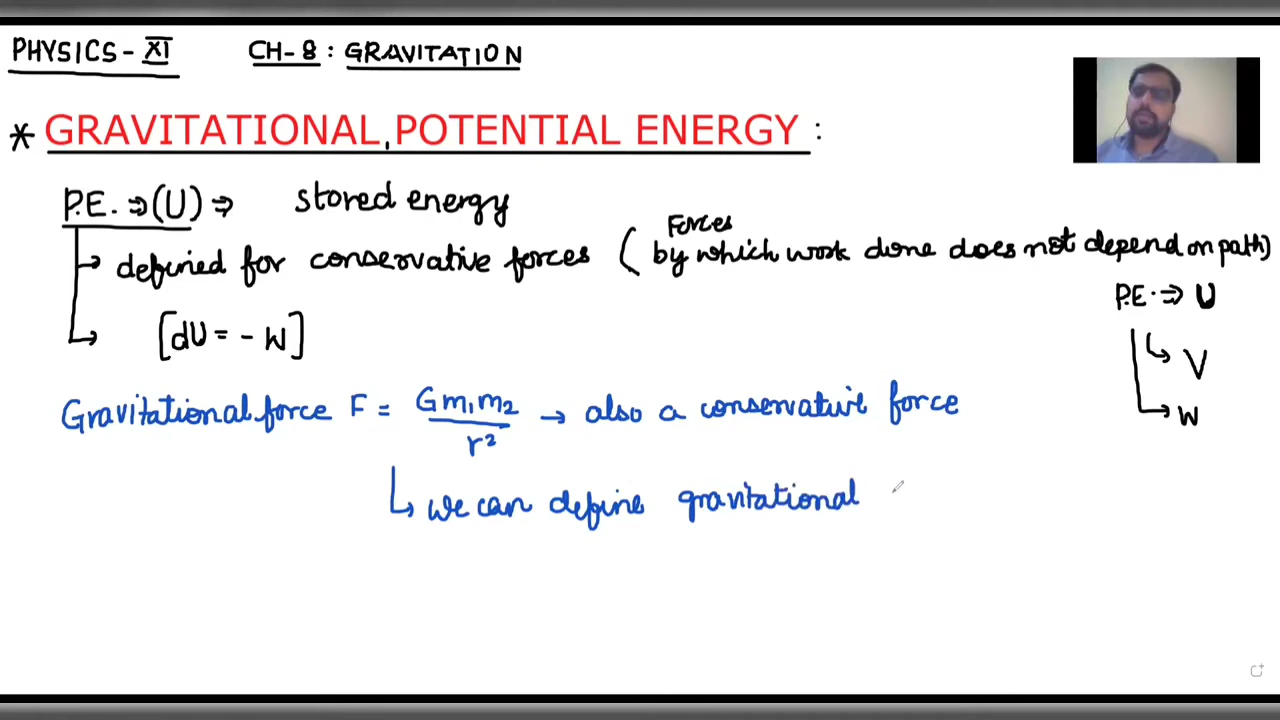 PHYSICS - XI CH- 8 : GRAVITATION
* GRAVITATIONAL POTENTIAL ENERGY :
P.E. ⇒ (U) ⇒ stored energy
Forces
defined for conservative forces ( by which work done does not depend on path)
P.E. ⇒ U
[dU = - W]
V
W
Gravitational force F = Gm₁m₂ / r² → also a conservative force
↳ we can define gravitational